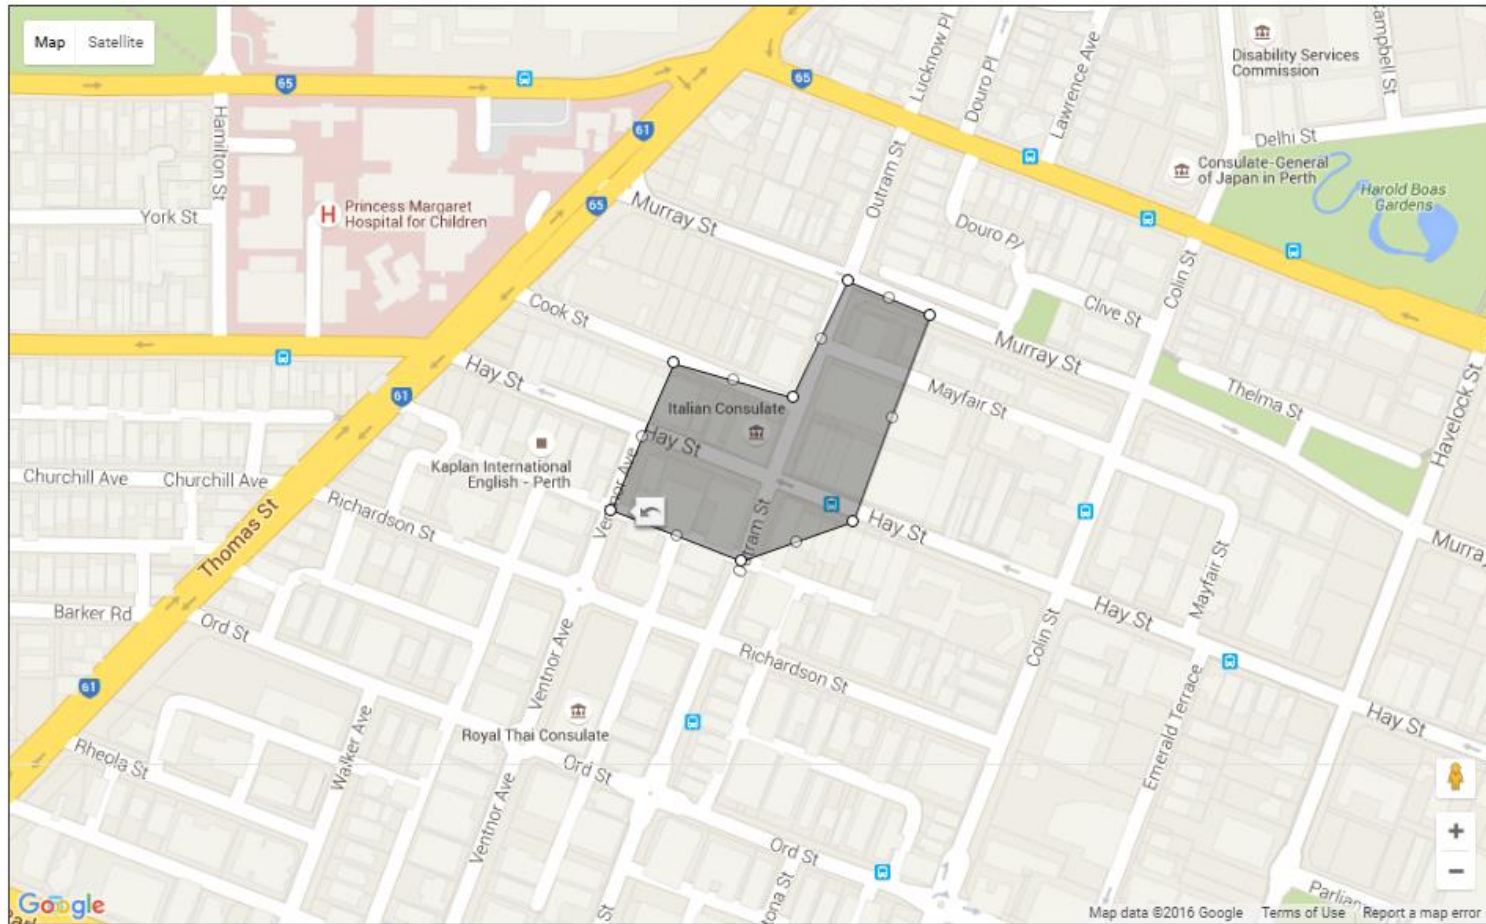 Map
Satellite
65
Hamilton St
61
65
Lucknow Pl
Douro Pl
Lawrence Ave
Disability Services
Commission
Campbell St
Delhi St
65
Outram St
Consulate-General
of Japan in Perth
Harold Boas
Gardens
York St
H
Princess Margaret
Hospital for Children
Murray St
Douro Pl
Colin St
Clive St
Cook St
Murray St
Thelma St
Havelock St
Hay St
61
Italian Consulate
Mayfair St
Hay St
Kaplan International
English - Perth
Churchill Ave
Churchill Ave
Richardson St
Thomas St
Hay St
Mayfair St
Barker Rd
Ord St
Hay St
Colin St
Richardson St
61
Ventnor Ave
Royal Thai Consulate
Emerald Terrace
Hay St
Rheola St
Walker Ave
Ord St
Ventnor Ave
Ord St
St
Google
Map data ©2016 Google
Terms of Use
Report a map error